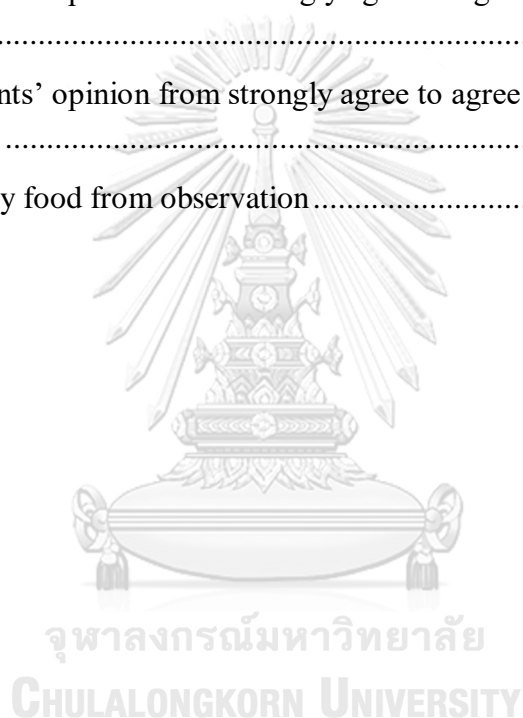 ...............................................................................
nts’ opinion from strongly agree to agree
...............................................................................
y food from observation................................
จุฬาลงกรณ์มหาวิทยาลัย
CHULALONGKORN UNIVERSITY